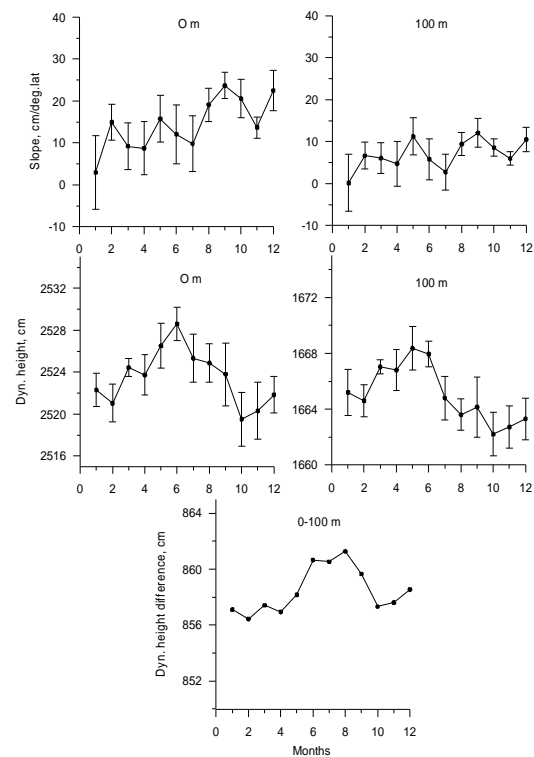 O m
100 m
40
30
20
10
0
-10
Slope, cm/deg.lat
0 2 4 6 8 10 12
40
30
20
10
0
-10
0 2 4 6 8 10 12
O m
100 m
2532
2528
2524
2520
2516
Dyn. height, cm
0 2 4 6 8 10 12
1672
1668
1664
1660
0 2 4 6 8 10 12
0-100 m
864
860
856
852
Dyn. height difference, cm
0 2 4 6 8 10 12
Months